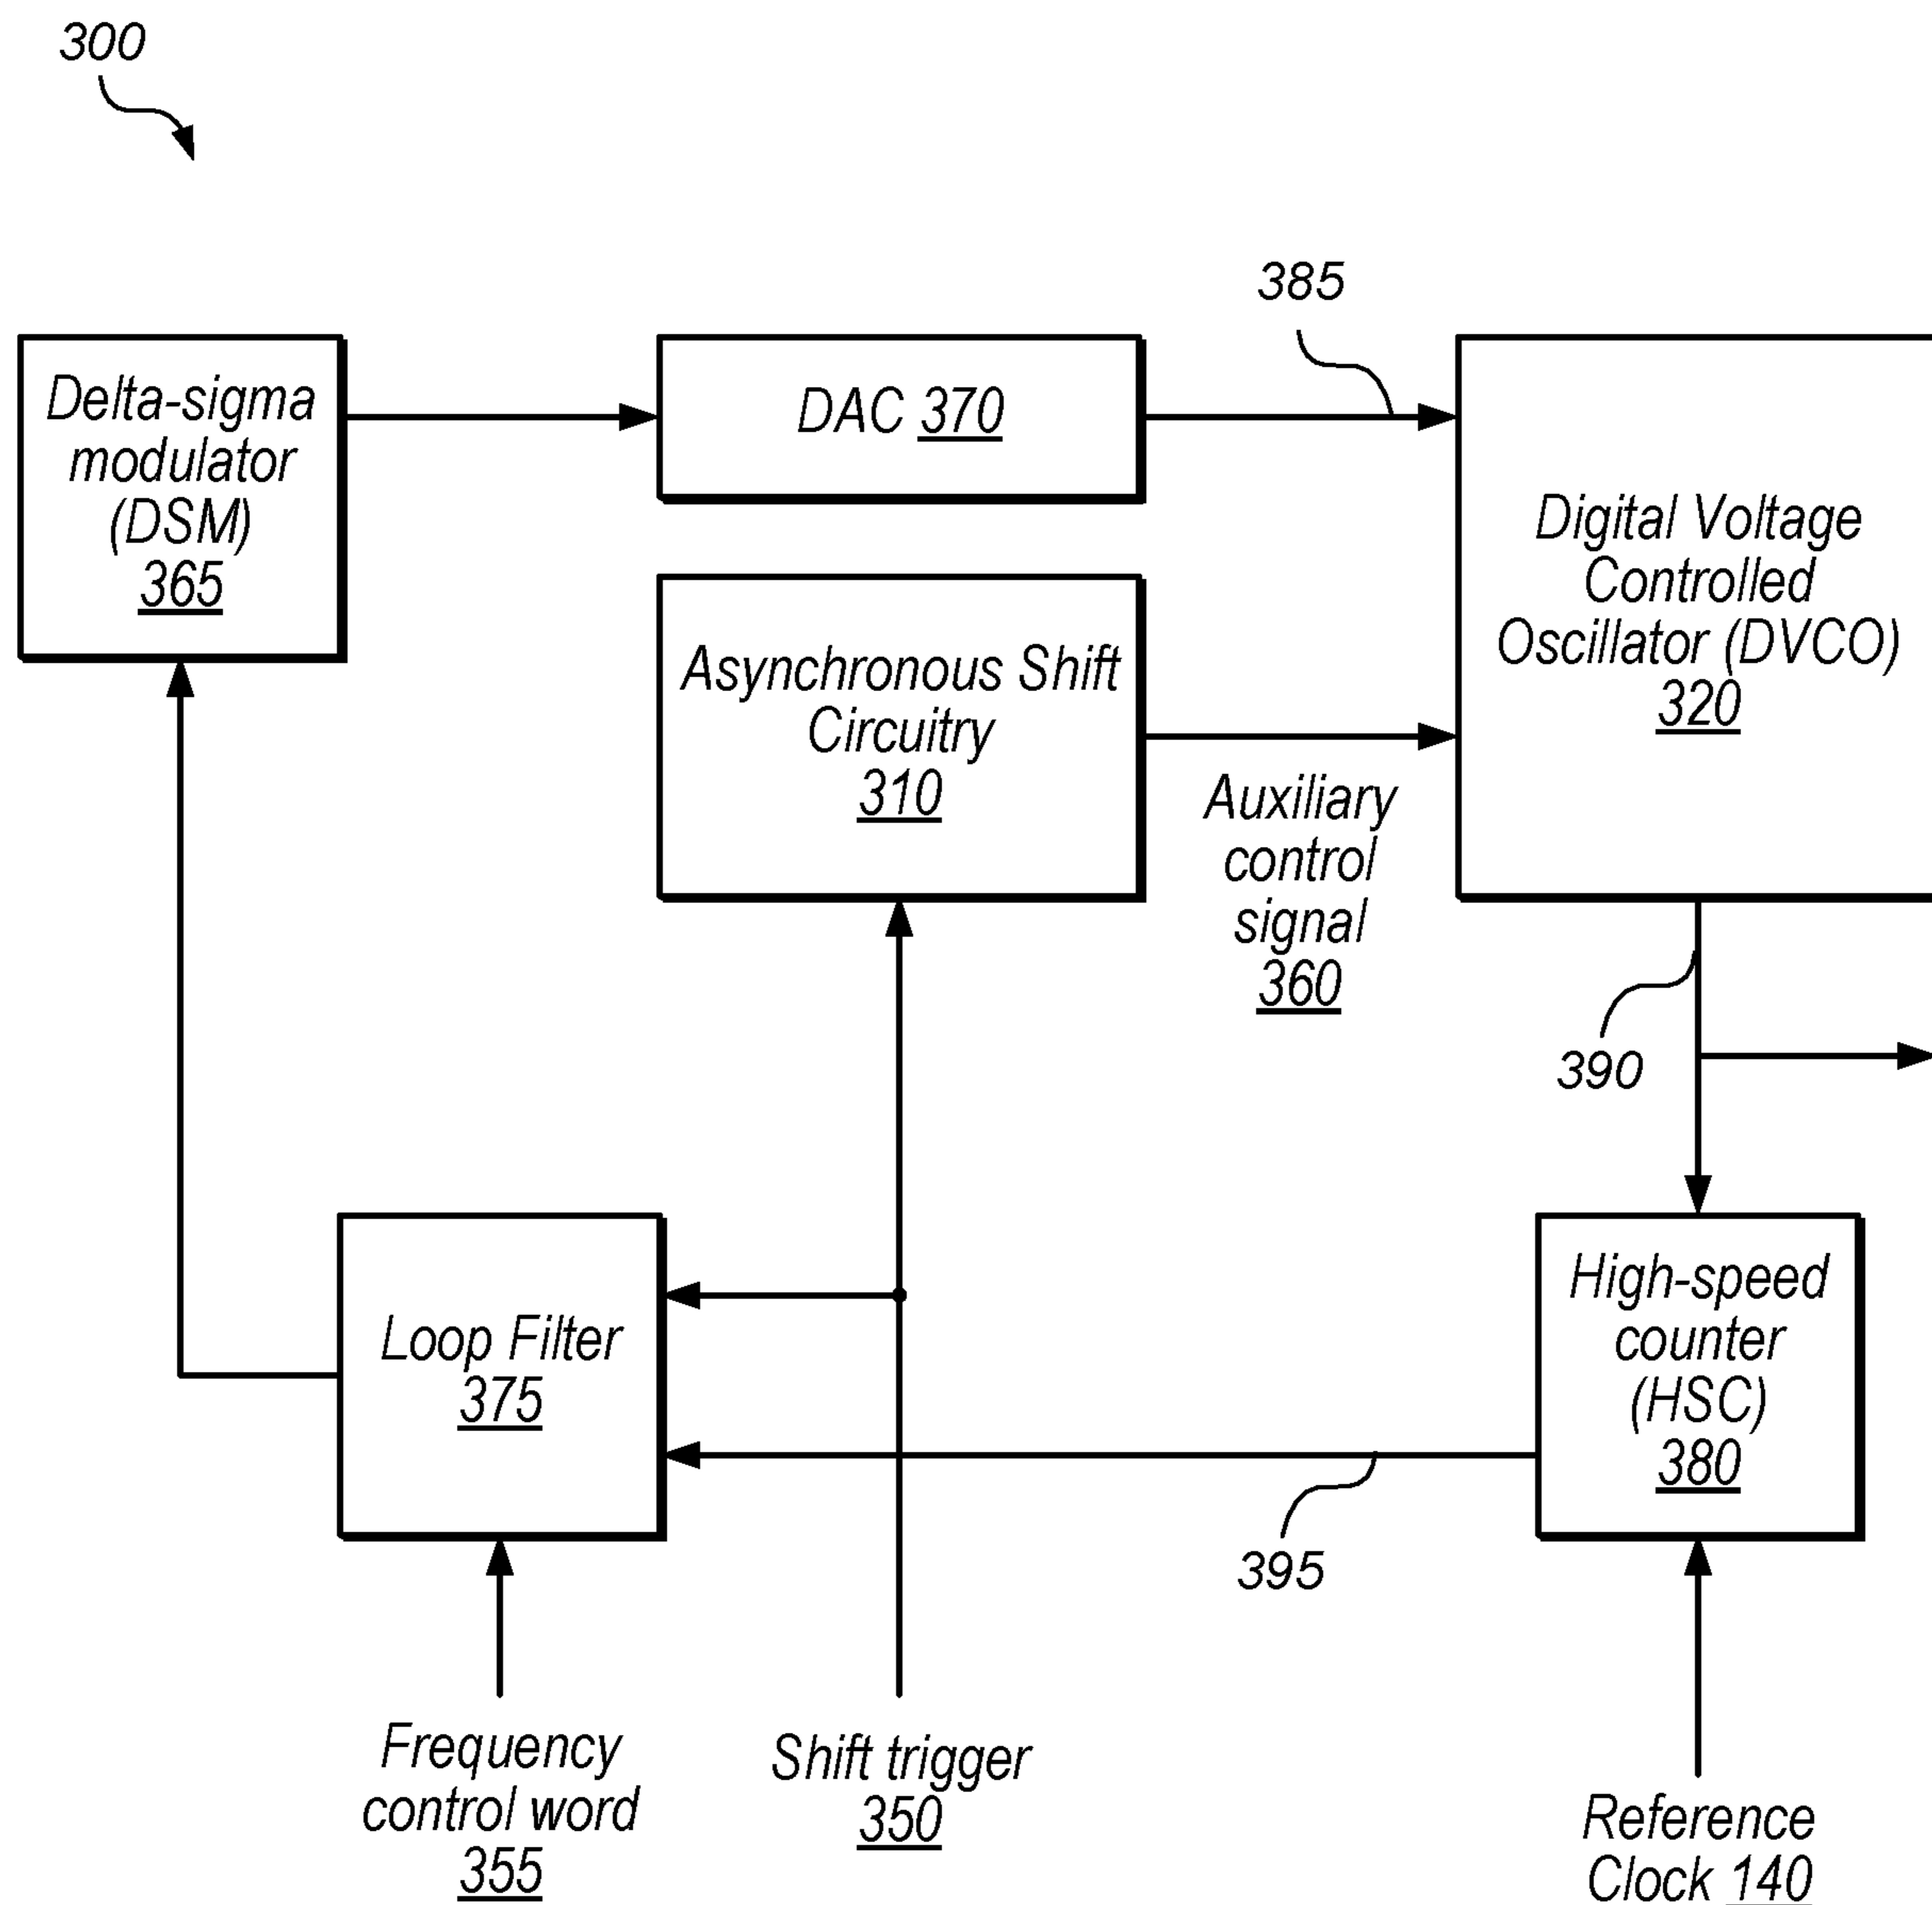 300
385
Delta-sigma
modulator
(DSM)
365
DAC 370
Digital Voltage
Controlled
Oscillator (DVCO)
320
Asynchronous Shift
Circuitry
310
Auxiliary
control
signal
360
390
Loop Filter
375
High-speed
counter
(HSC)
380
395
Frequency
control word
355
Shift trigger
350
Reference
Clock 140